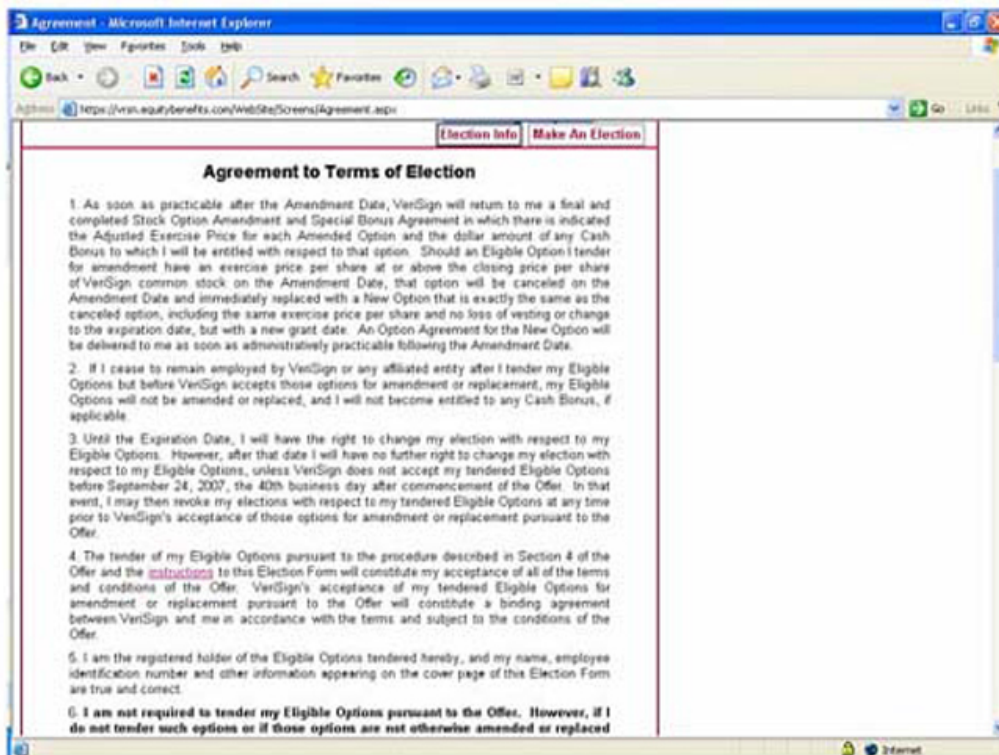 Agreement - Microsoft Internet Explorer
File Edit View Favorites Tools Help
Back Search Favorites
Address https://vrsn.equitybenefits.com/WebSite/Screens/Agreement.aspx Go Links
Election Info Make An Election
Agreement to Terms of Election
1. As soon as practicable after the Amendment Date, VeriSign will return to me a final and
completed Stock Option Amendment and Special Bonus Agreement in which there is indicated
the Adjusted Exercise Price for each Amended Option and the dollar amount of any Cash
Bonus to which I will be entitled with respect to that option. Should an Eligible Option I tender
for amendment have an exercise price per share at or above the closing price per share
of VeriSign common stock on the Amendment Date, that option will be canceled on the
Amendment Date and immediately replaced with a New Option that is exactly the same as the
canceled option, including the same exercise price per share and no loss of vesting or change
to the expiration date, but with a new grant date. An Option Agreement for the New Option will
be delivered to me as soon as administratively practicable following the Amendment Date.
2. If I cease to remain employed by VeriSign or any affiliated entity after I tender my Eligible
Options but before VeriSign accepts those options for amendment or replacement, my Eligible
Options will not be amended or replaced, and I will not become entitled to any Cash Bonus, if
applicable.
3. Until the Expiration Date, I will have the right to change my election with respect to my
Eligible Options. However, after that date I will have no further right to change my election with
respect to my Eligible Options, unless VeriSign does not accept my tendered Eligible Options
before September 24, 2007, the 40th business day after commencement of the Offer. In that
event, I may then revoke my elections with respect to my tendered Eligible Options at any time
prior to VeriSign's acceptance of those options for amendment or replacement pursuant to the
Offer.
4. The tender of my Eligible Options pursuant to the procedure described in Section 4 of the
Offer and the instructions to this Election Form will constitute my acceptance of all of the terms
and conditions of the Offer. VeriSign's acceptance of my tendered Eligible Options for
amendment or replacement pursuant to the Offer will constitute a binding agreement
between VeriSign and me in accordance with the terms and subject to the conditions of the
Offer.
5. I am the registered holder of the Eligible Options tendered hereby, and my name, employee
identification number and other information appearing on the cover page of this Election Form
are true and correct.
6. I am not required to tender my Eligible Options pursuant to the Offer. However, if I
do not tender such options or if those options are not otherwise amended or replaced
Internet